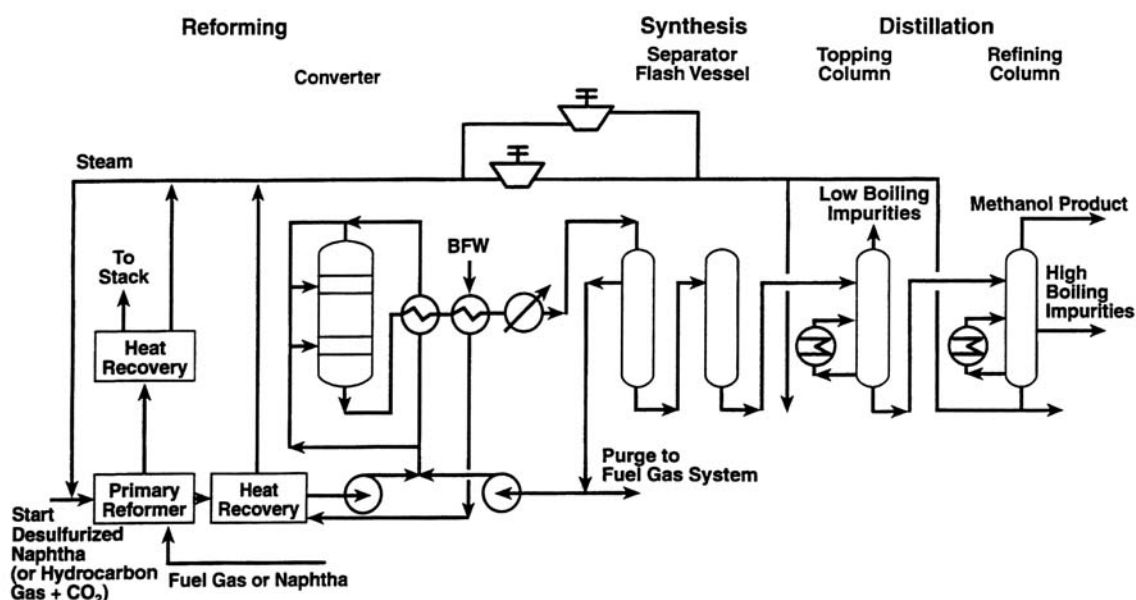 Reforming
Synthesis
Distillation
Converter
Separator
Flash Vessel
Topping
Column
Refining
Column
Steam
To
Stack
BFW
Low Boiling
Impurities
Methanol Product
High
Boiling
Impurities
Heat
Recovery
Primary
Reformer
Heat
Recovery
Purge to
Fuel Gas System
Start
Desulfurized
Naphtha
(or Hydrocarbon
Gas + CO₂)
Fuel Gas or Naphtha